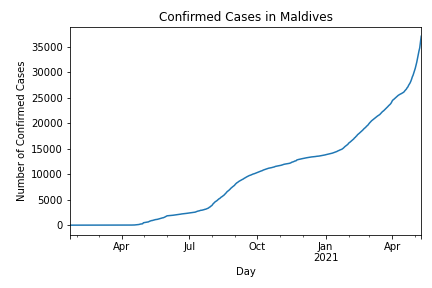 Confirmed Cases in Maldives
35000
30000
25000
20000
15000
10000
5000
0
Number of Confirmed Cases
Apr
Jul
Oct
Jan
2021
Apr
Day